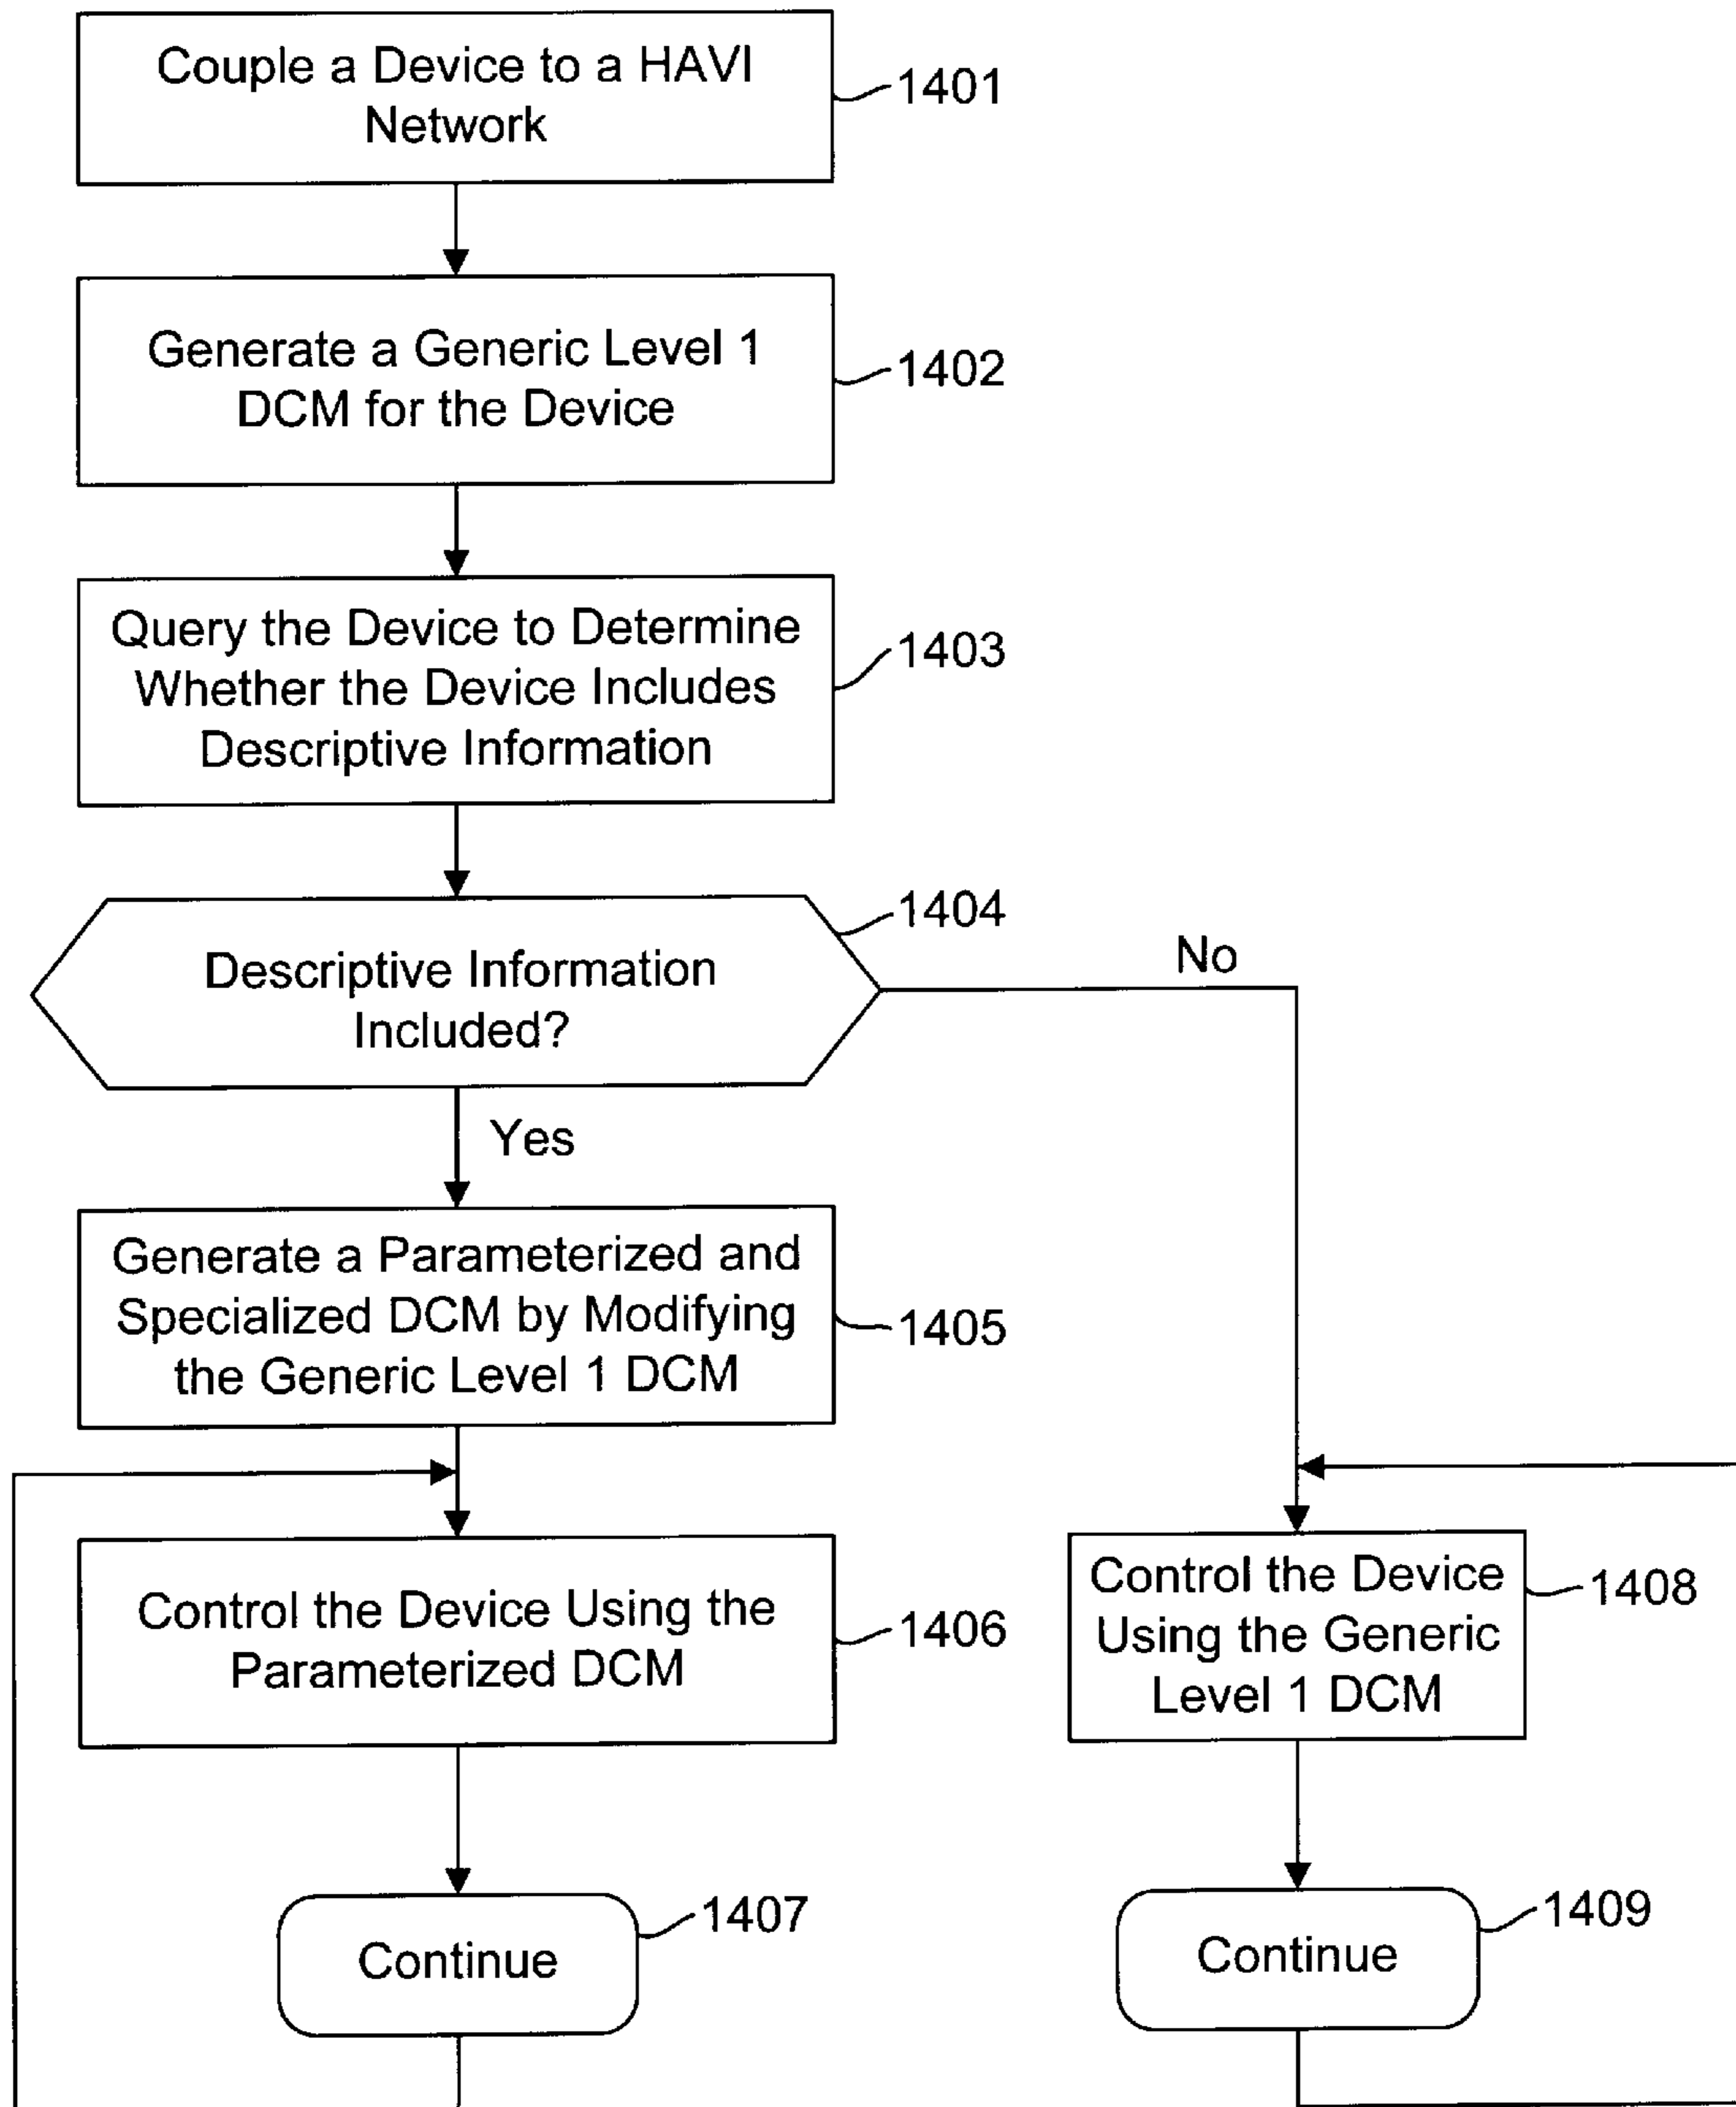 Couple a Device to a HAVI
Network
1401
Generate a Generic Level 1
DCM for the Device
1402
Query the Device to Determine
Whether the Device Includes
Descriptive Information
1403
Descriptive Information
Included?
1404
No
Yes
Generate a Parameterized and
Specialized DCM by Modifying
the Generic Level 1 DCM
1405
Control the Device Using the
Parameterized DCM
1406
Control the Device
Using the Generic
Level 1 DCM
1408
Continue
1407
Continue
1409